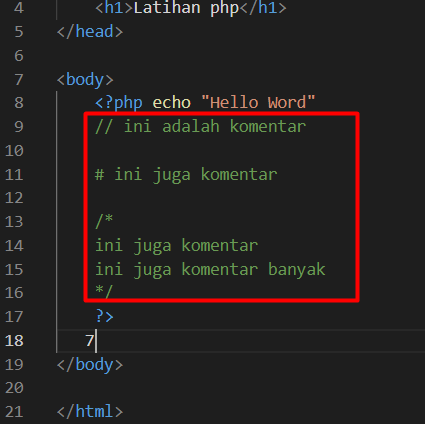 4 <h1>Latihan php</h1>
5 </head>
6
7 <body>
8 <?php echo "Hello Word"
9 // ini adalah komentar
10
11 # ini juga komentar
12
13 /*
14 ini juga komentar
15 ini juga komentar banyak
16 */
17 ?>
18 7
19 </body>
20
21 </html>